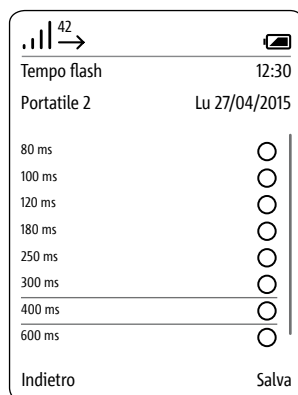 42
Tempo flash 12:30
Portatile 2 Lu 27/04/2015
80 ms
100 ms
120 ms
180 ms
250 ms
300 ms
400 ms
600 ms
Indietro Salva